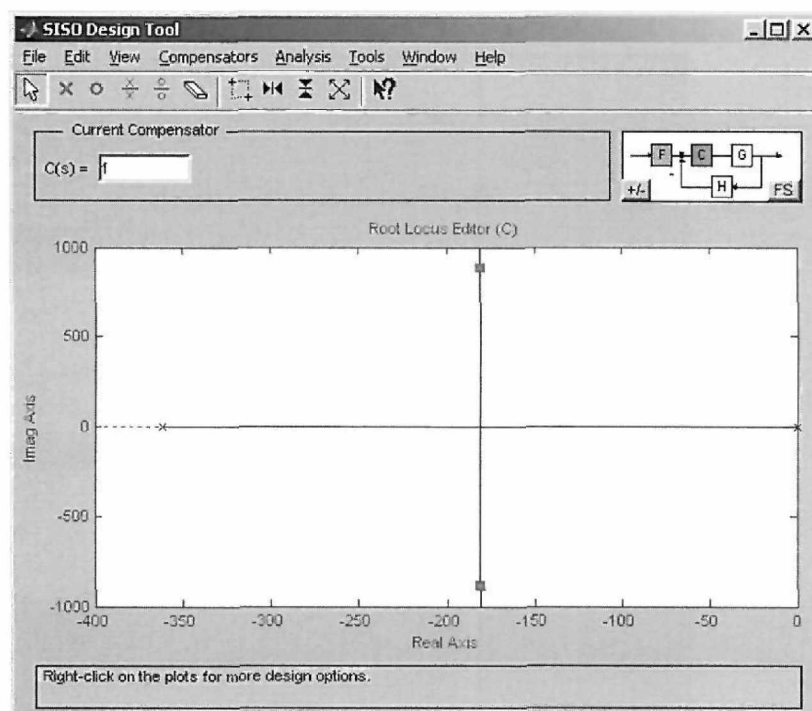 SISO Design Tool
File Edit View Compensators Analysis Tools Window Help
Current Compensator
C(s) =
F C G
H
+/- FS
Root Locus Editor (C)
1000
500
0
-500
-1000
Imag Axis
-400 -350 -300 -250 -200 -150 -100 -50 0
Real Axis
Right-click on the plots for more design options.